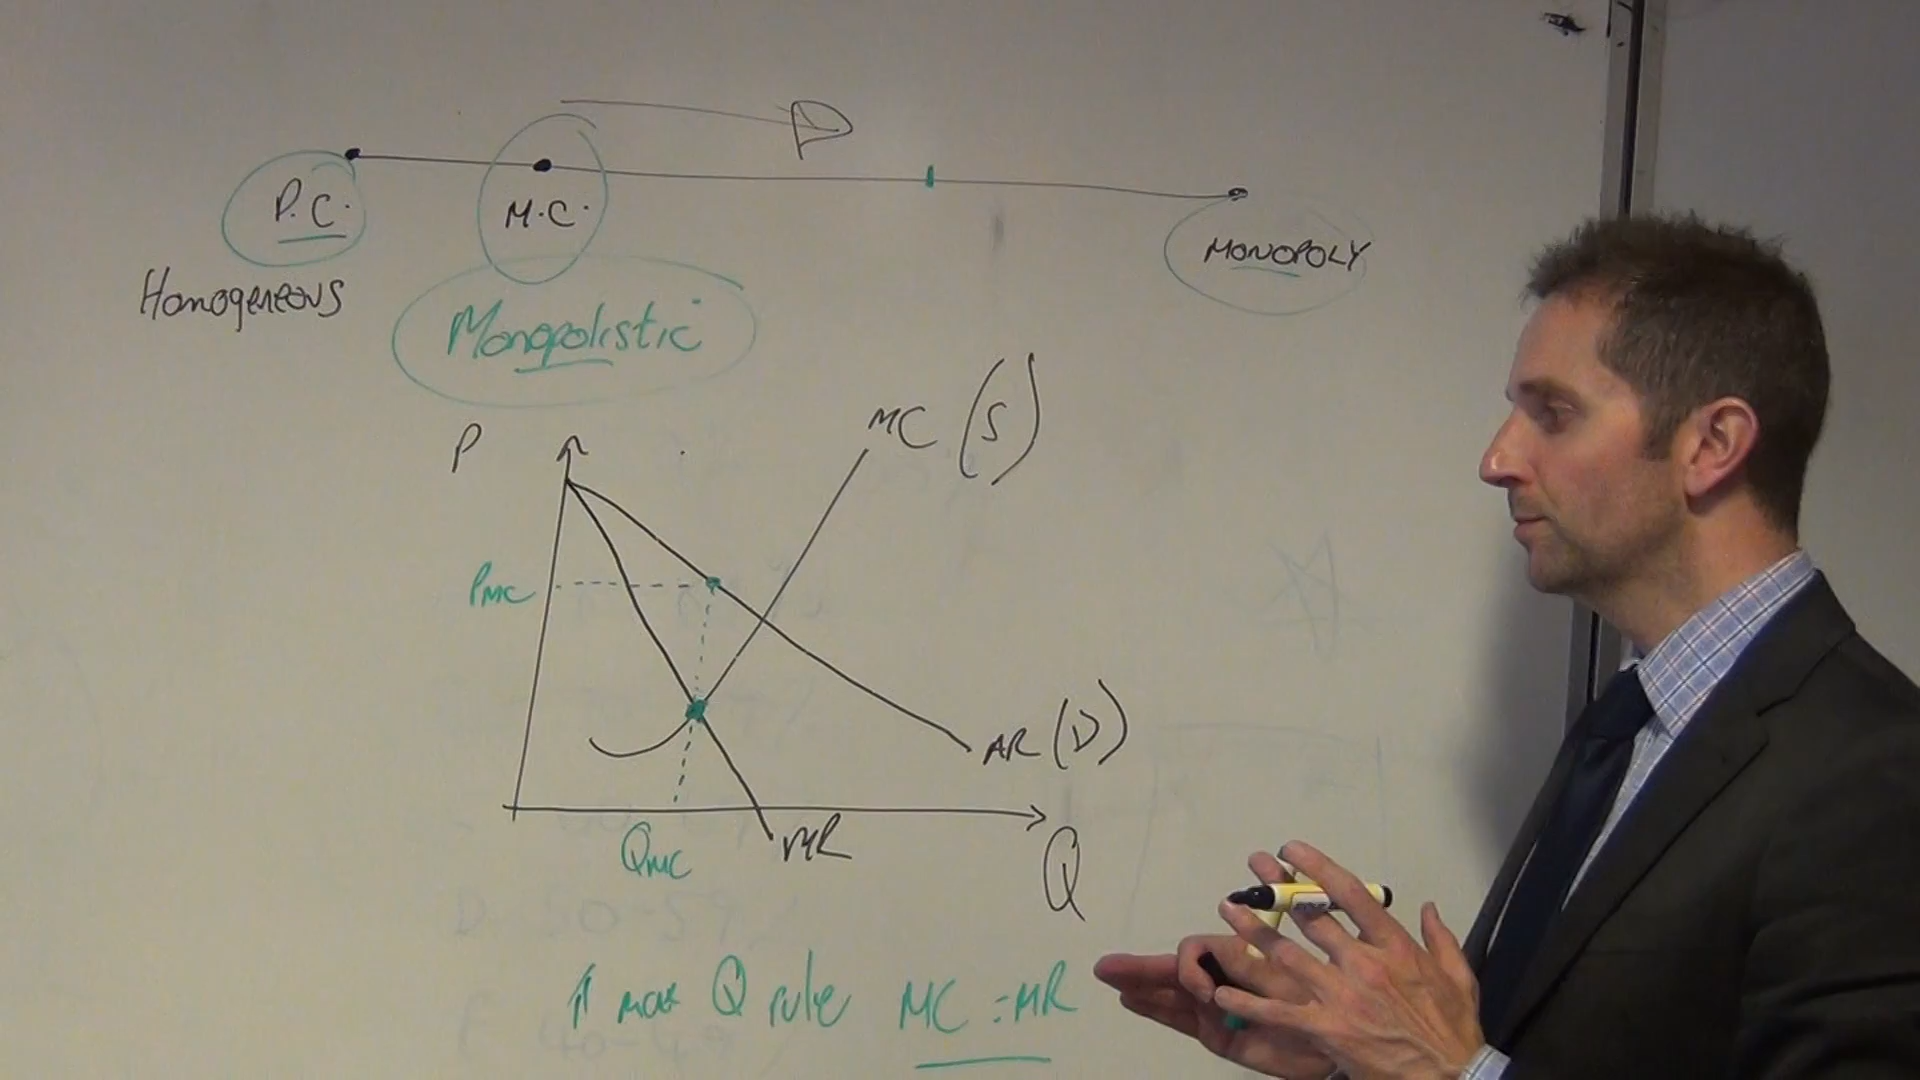 P
P.C.
M.C.
MONOPOLY
Homogeneous
Monopolistic
MC (S)
P
PMC
AR (D)
MR
QMC
Q
π max Q rule MC = MR